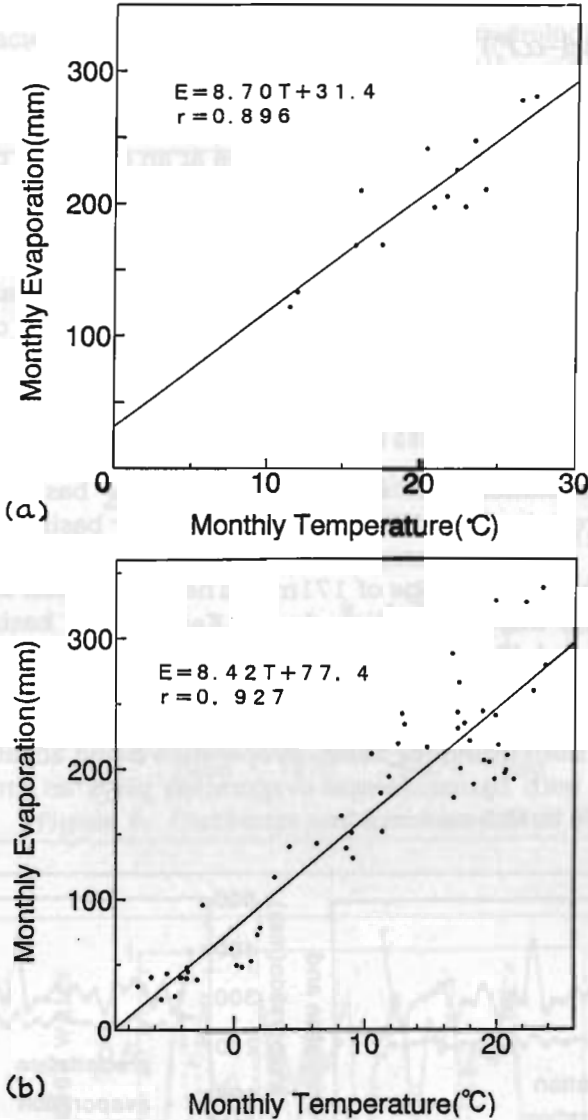 300
E=8.70T+31.4
r=0.896
200
100
0 10 20 30
Monthly Evaporation(mm)
(a) Monthly Temperature(℃)
300
E=8.42T+77. 4
r=0. 927
200
100
0
0 10 20
Monthly Evaporation(mm)
(b) Monthly Temperature(℃)